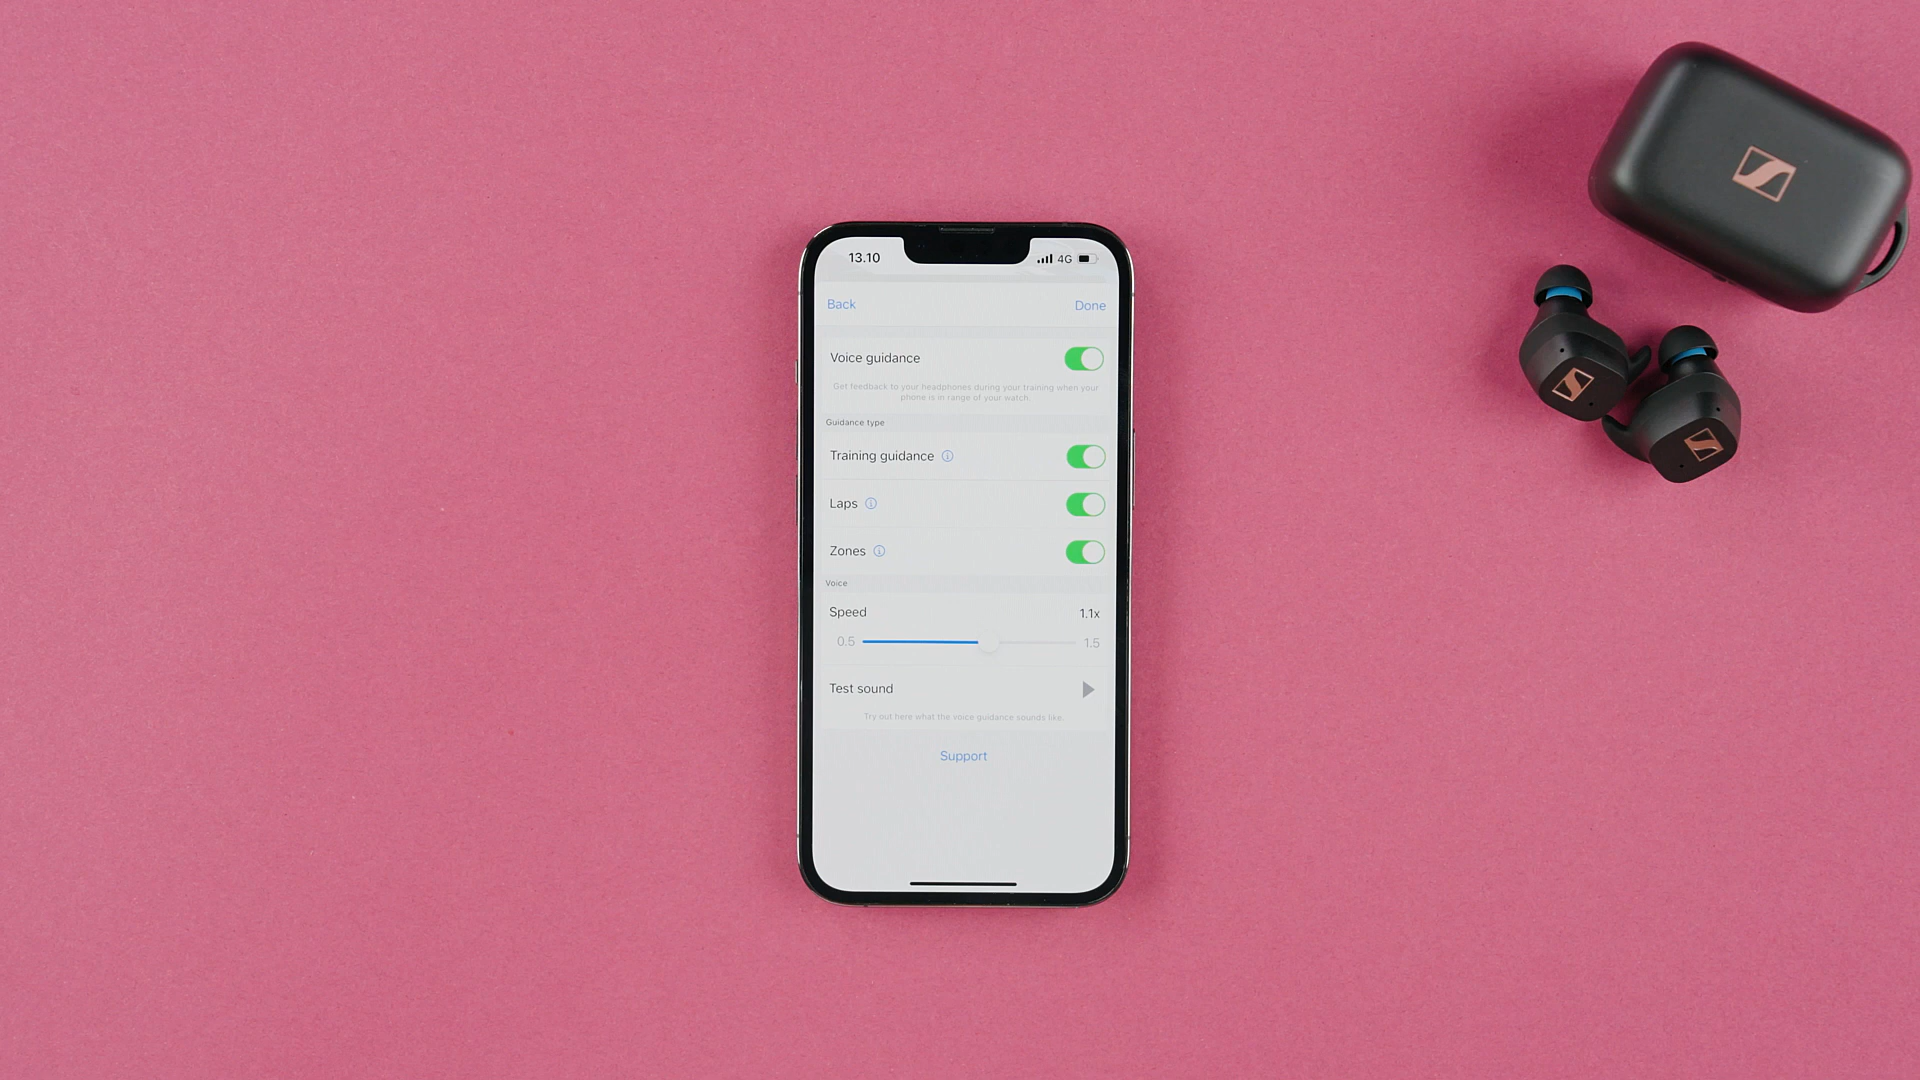 13.10
4G
Back
Done
Voice guidance
Get feedback to your headphones during your training when your
phone is in range of your watch.
Guidance type
Training guidance
Laps
Zones
Voice
Speed
1.1x
0.5
1.5
Test sound
Try out here what the voice guidance sounds like.
Support